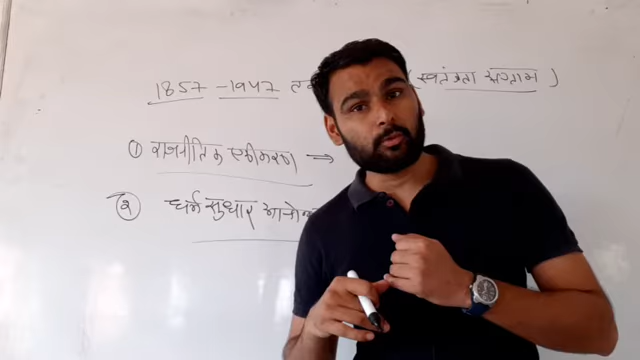 1857 - 1947 त (स्वतंत्रता संग्राम)
① राजनीतिक एकीकरण ⇒
② धर्म सुधार आन्दो